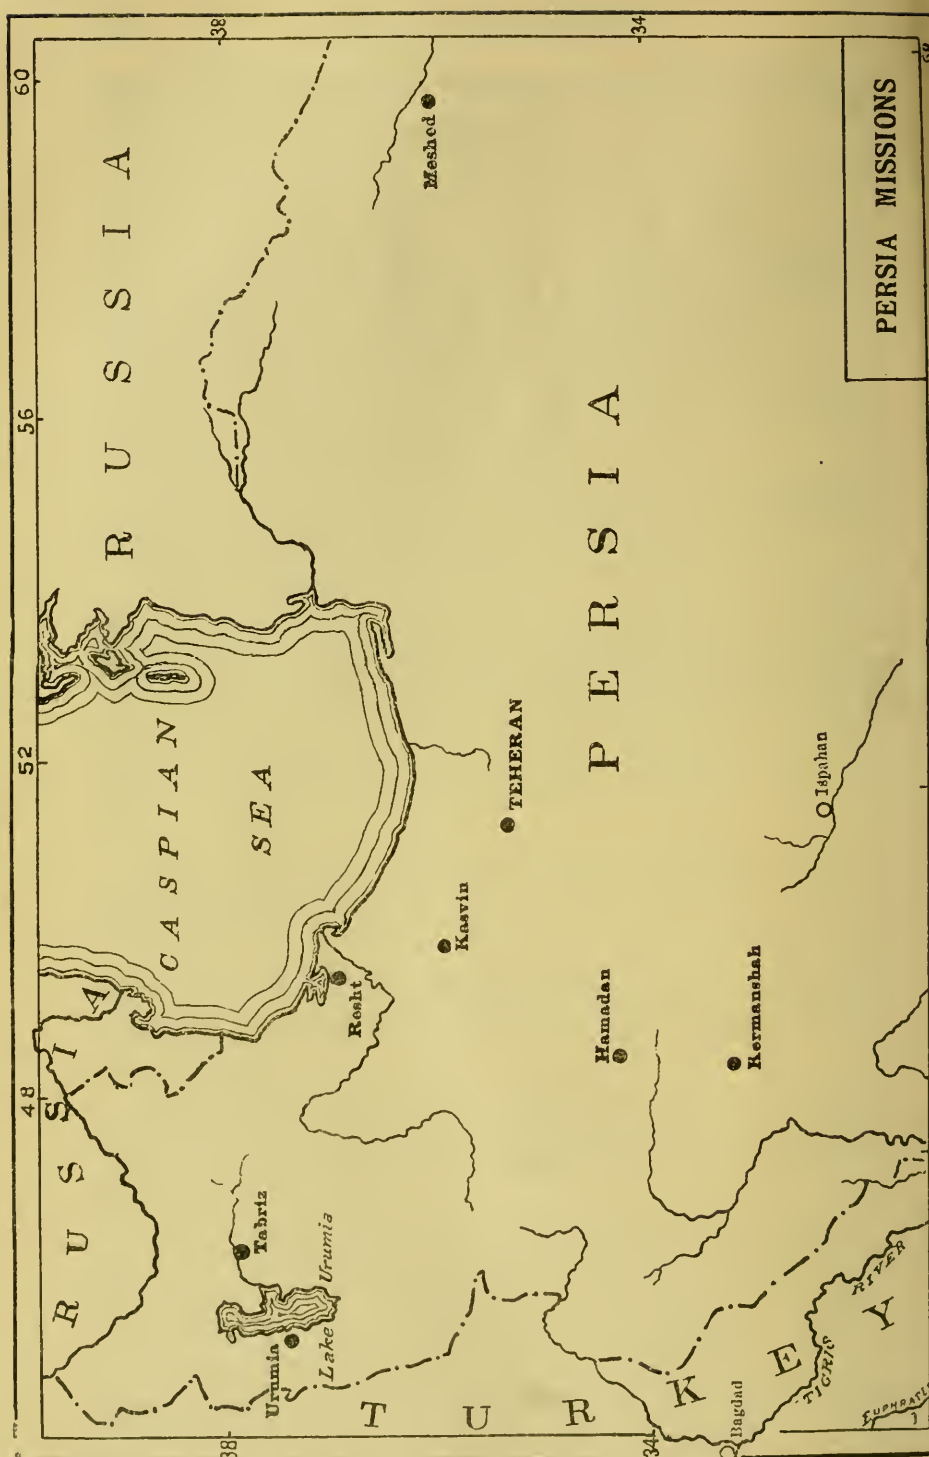 PERSIA MISSIONS
60
56
52
48
38
34
38
34
RUSSIA
RUSSIA
CASPIAN
SEA
PERSIA
TURKEY
Meshed
TEHERAN
Kasvin
Resht
Hamadan
Kermanshah
Ispahan
Tabriz
Urumia
Lake Urumia
Bagdad
TIGRIS RIVER